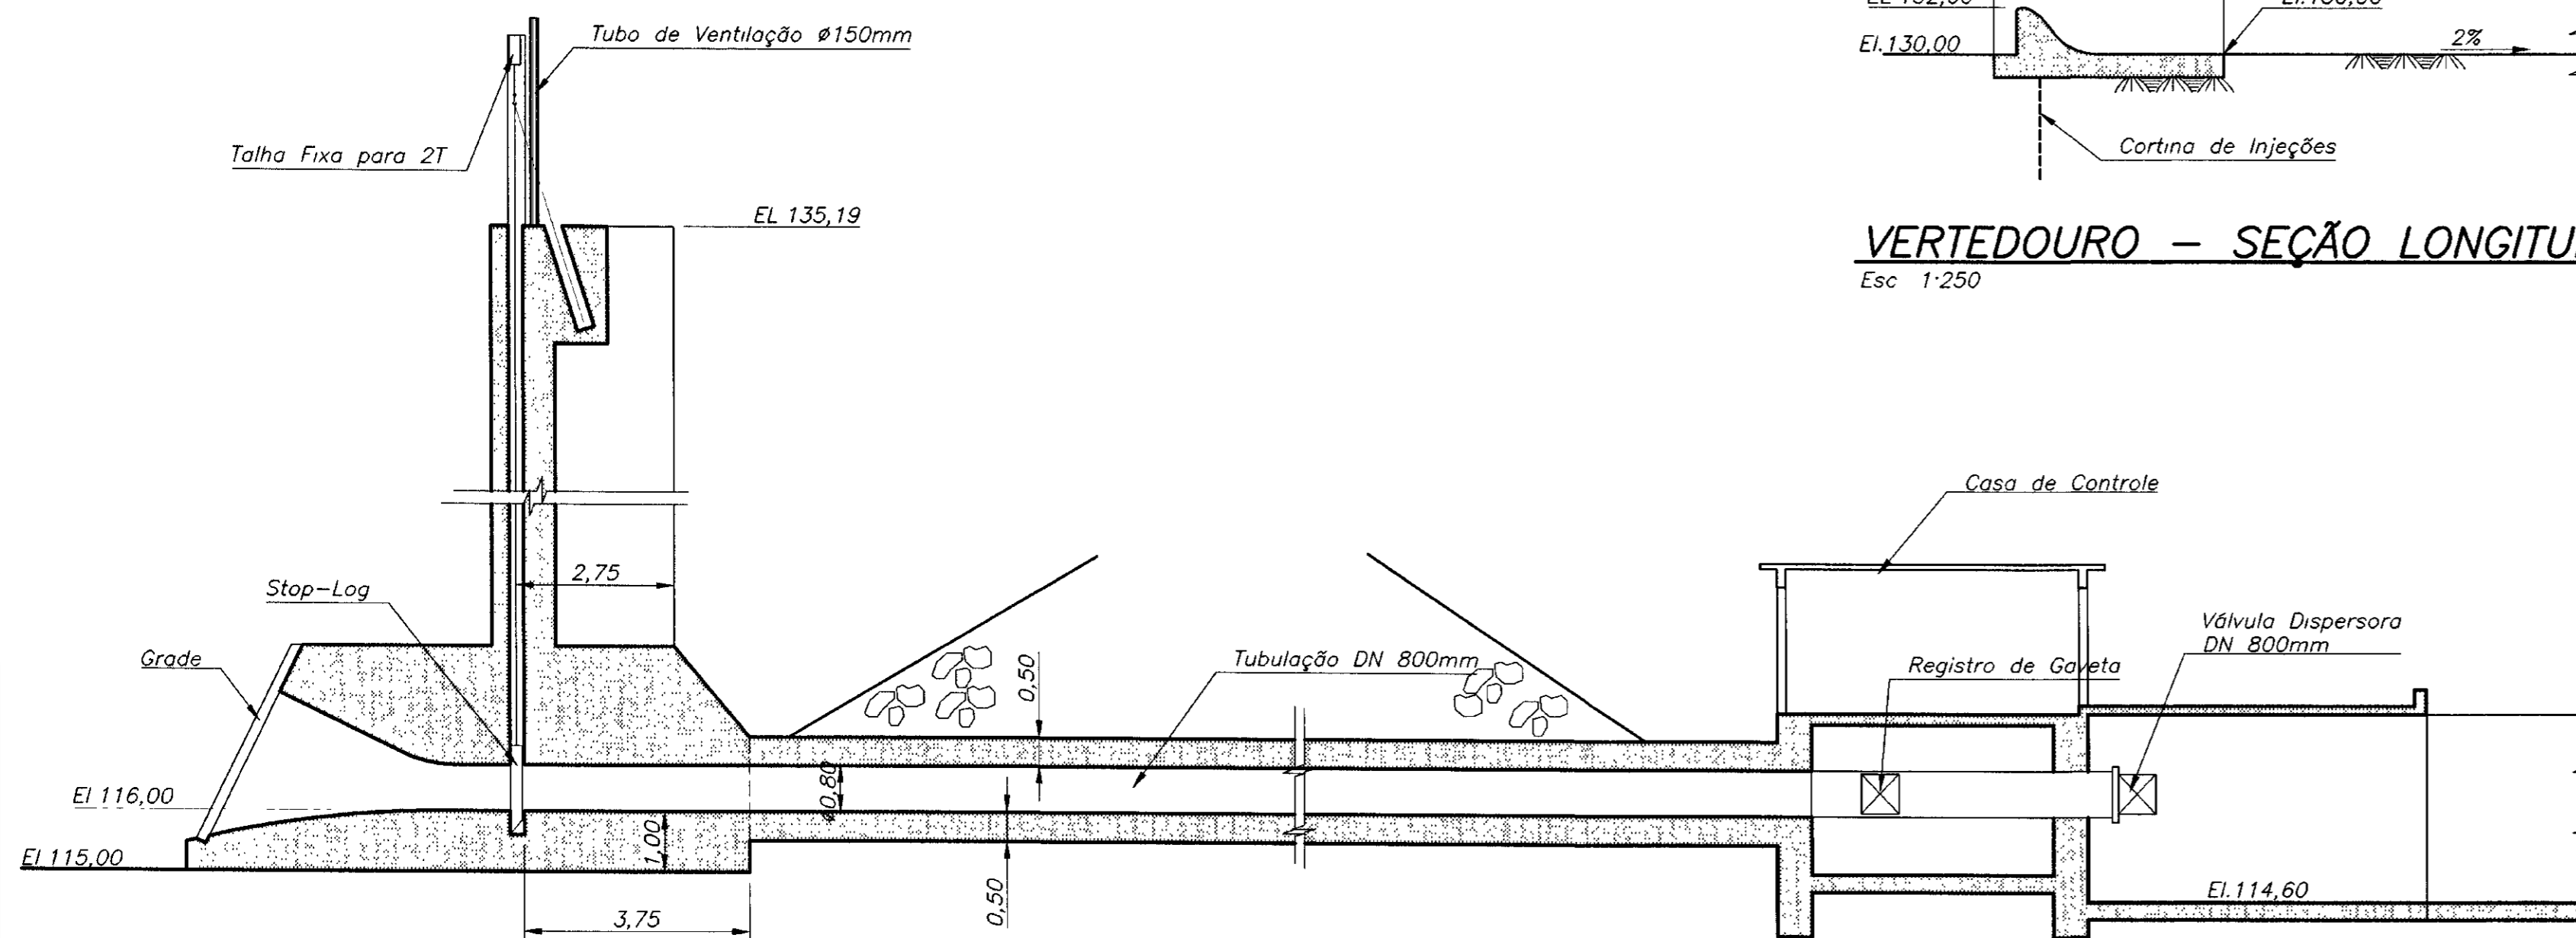 Tubo de Ventilação ø150mm
El.130,00
2%
Talha Fixa para 2T
Cortina de Injeções
EL 135,19
VERTEDOURO – SEÇÃO
Esc 1:250
Casa de Controle
Stop-Log
2,75
Grade
0,50
Tubulação DN 800mm
Registro de Gaveta
Válvula Dispersora
DN 800mm
El 116,00
ø0,80
El 115,00
1,00
0,50
El.114,60
3,75